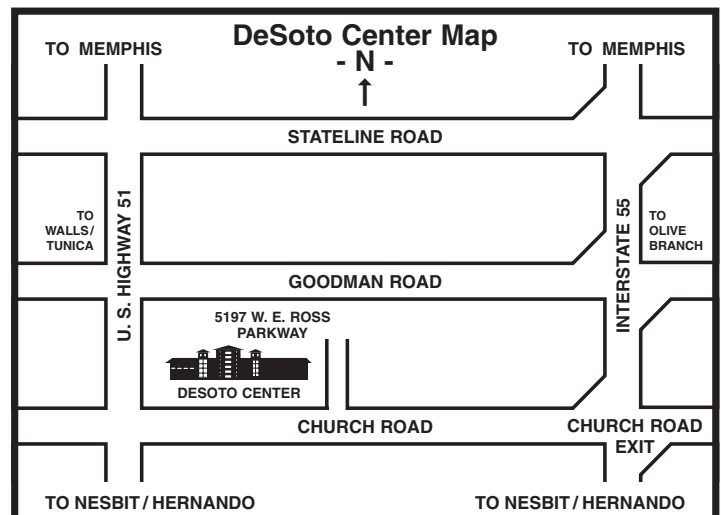 DeSoto Center Map
TO MEMPHIS
- N -
TO MEMPHIS
STATELINE ROAD
U. S. HIGHWAY 51
INTERSTATE 55
TO
WALLS/
TUNICA
TO
OLIVE
BRANCH
GOODMAN ROAD
5197 W. E. ROSS
PARKWAY
DESOTO CENTER
CHURCH ROAD
CHURCH ROAD
EXIT
TO NESBIT / HERNANDO
TO NESBIT / HERNANDO